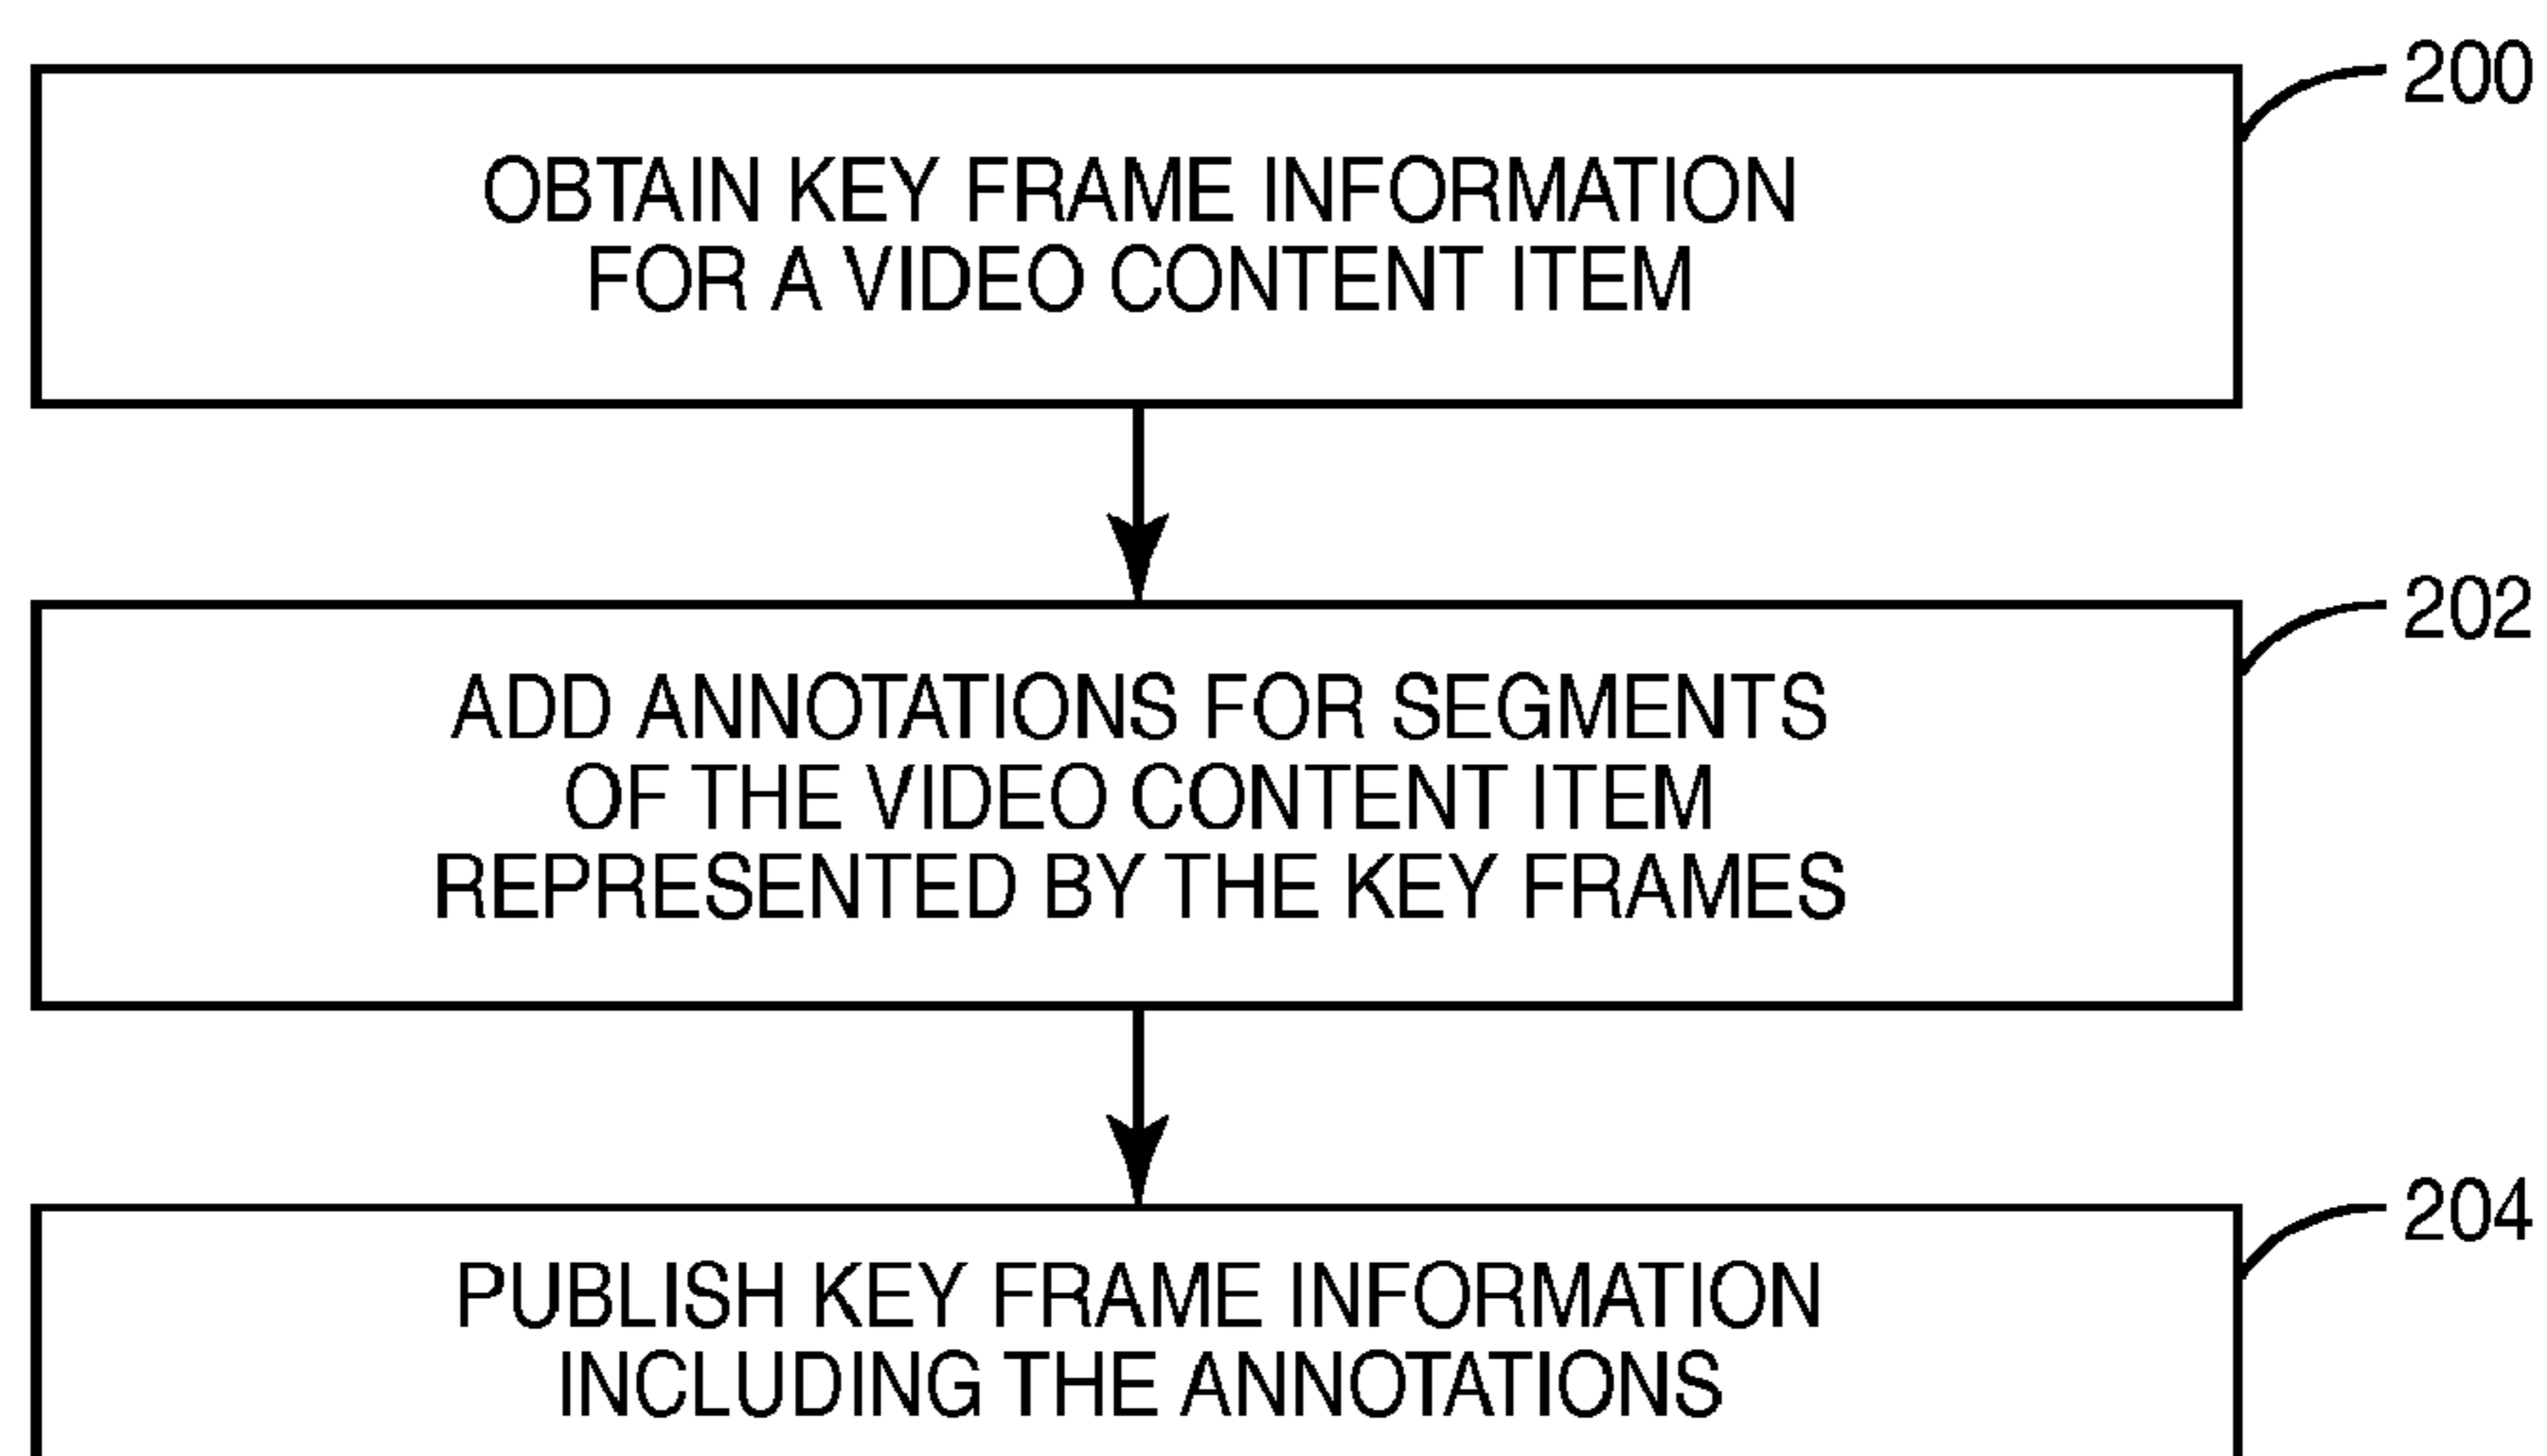 200
OBTAIN KEY FRAME INFORMATION
FOR A VIDEO CONTENT ITEM
202
ADD ANNOTATIONS FOR SEGMENTS
OF THE VIDEO CONTENT ITEM
REPRESENTED BY THE KEY FRAMES
204
PUBLISH KEY FRAME INFORMATION
INCLUDING THE ANNOTATIONS